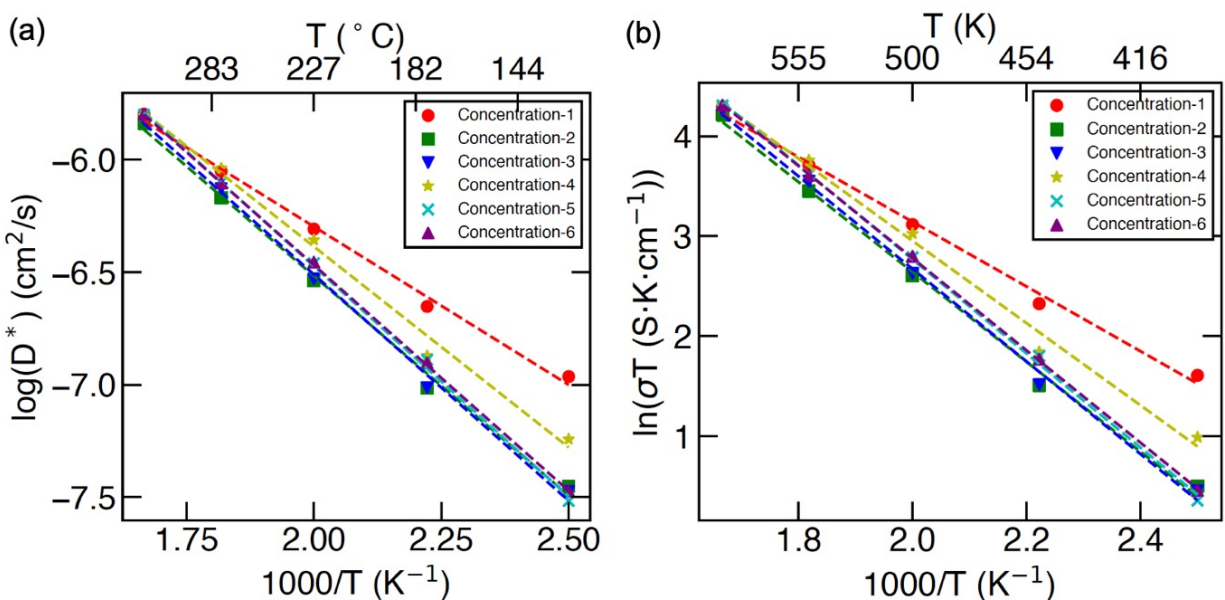 (a)
T (°C)
283 227 182 144
log(D*) (cm²/s)
−6.0
−6.5
−7.0
−7.5
Concentration-1
Concentration-2
Concentration-3
Concentration-4
Concentration-5
Concentration-6
1.75 2.00 2.25 2.50
1000/T (K⁻¹)
(b)
T (K)
555 500 454 416
ln(σT (S·K·cm⁻¹))
4
3
2
1
Concentration-1
Concentration-2
Concentration-3
Concentration-4
Concentration-5
Concentration-6
1.8 2.0 2.2 2.4
1000/T (K⁻¹)